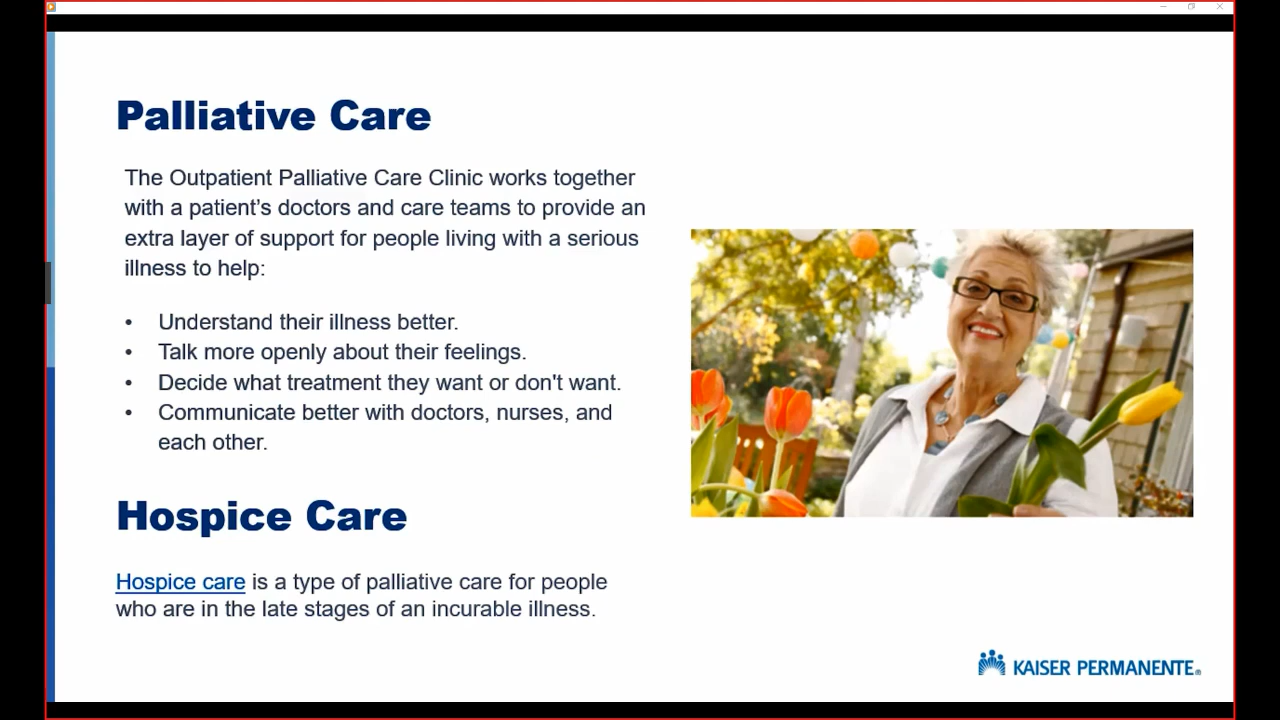 Palliative Care
The Outpatient Palliative Care Clinic works together
with a patient's doctors and care teams to provide an
extra layer of support for people living with a serious
illness to help:
• Understand their illness better.
• Talk more openly about their feelings.
• Decide what treatment they want or don't want.
• Communicate better with doctors, nurses, and
each other.
Hospice Care
Hospice care is a type of palliative care for people
who are in the late stages of an incurable illness.
KAISER PERMANENTE®